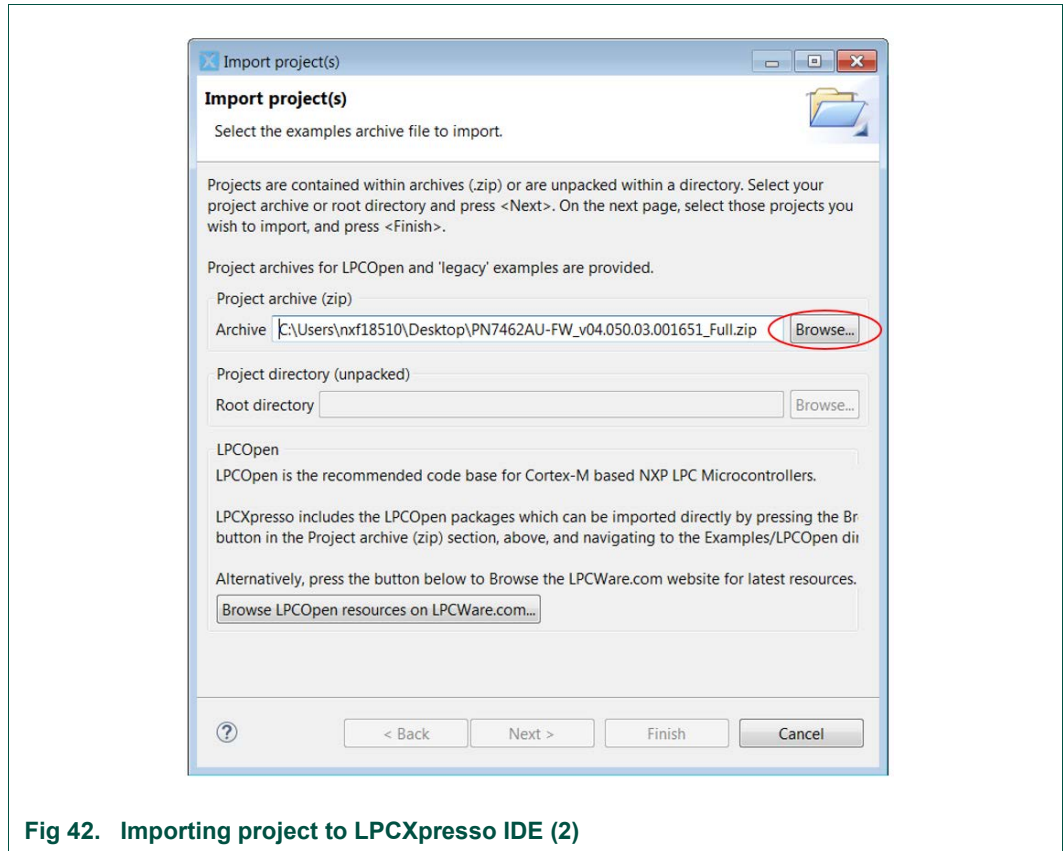 Import project(s)
Import project(s)
Select the examples archive file to import.
Projects are contained within archives (.zip) or are unpacked within a directory. Select your
project archive or root directory and press <Next>. On the next page, select those projects you
wish to import, and press <Finish>.
Project archives for LPCOpen and 'legacy' examples are provided.
Project archive (zip)
Archive C:\Users\nxf18510\Desktop\PN7462AU-FW_v04.050.03.001651_Full.zip Browse...
Project directory (unpacked)
Root directory Browse...
LPCOpen
LPCOpen is the recommended code base for Cortex-M based NXP LPC Microcontrollers.
LPCXpresso includes the LPCOpen packages which can be imported directly by pressing the Br
button in the Project archive (zip) section, above, and navigating to the Examples/LPCOpen dir
Alternatively, press the button below to Browse the LPCWare.com website for latest resources.
Browse LPCOpen resources on LPCWare.com...
? < Back Next > Finish Cancel
Fig 42. Importing project to LPCXpresso IDE (2)